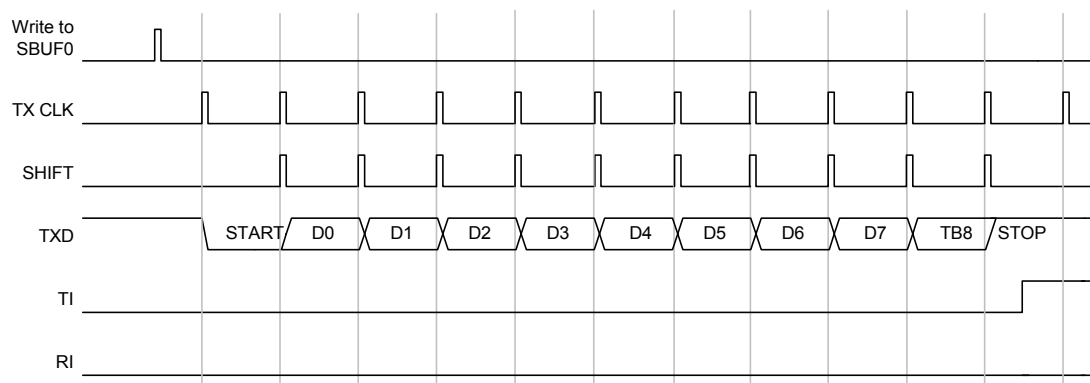 Write to
SBUF0
TX CLK
SHIFT
TXD
START D0 D1 D2 D3 D4 D5 D6 D7 TB8 STOP
TI
RI